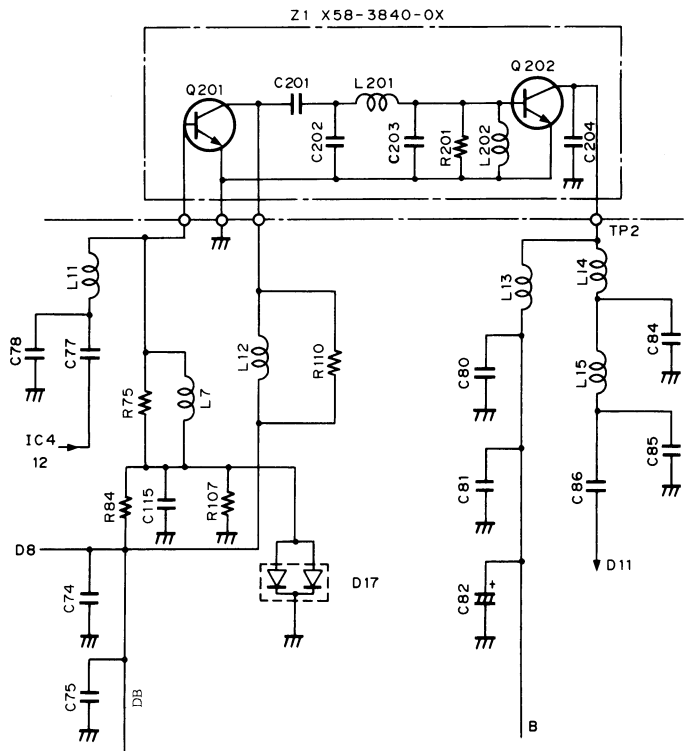 Z1 X58-3840-0X
Q201
C201
L201
Q202
C202
C203
R201
L202
C204
TP2
L11
L13
L14
C78
C77
L12
R110
C84
C80
L15
R75
L7
IC4
12
C85
C81
C86
R84
C115
R107
D8
D17
D11
C74
C82
+
C75
DB
B